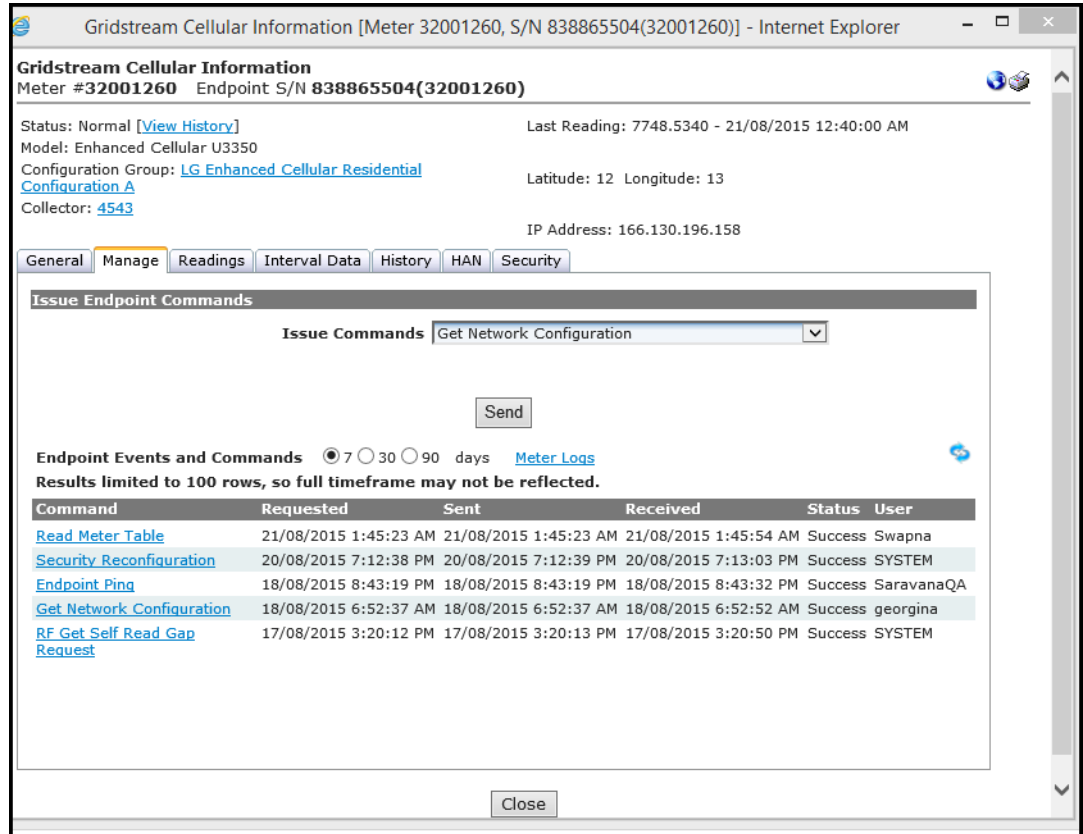 Gridstream Cellular Information [Meter 32001260, S/N 838865504(32001260)] - Internet Explorer
Gridstream Cellular Information
Meter #32001260 Endpoint S/N 838865504(32001260)
Status: Normal [View History] Last Reading: 7748.5340 - 21/08/2015 12:40:00 AM
Model: Enhanced Cellular U3350
Configuration Group: LG Enhanced Cellular Residential
Configuration A
Latitude: 12 Longitude: 13
Collector: 4543
IP Address: 166.130.196.158
General Manage Readings Interval Data History HAN Security
Issue Endpoint Commands
Issue Commands Get Network Configuration
Send
Endpoint Events and Commands 7 30 90 days Meter Logs
Results limited to 100 rows, so full timeframe may not be reflected.
Command Requested Sent Received Status User
Read Meter Table 21/08/2015 1:45:23 AM 21/08/2015 1:45:23 AM 21/08/2015 1:45:54 AM Success Swapna
Security Reconfiguration 20/08/2015 7:12:38 PM 20/08/2015 7:12:39 PM 20/08/2015 7:13:03 PM Success SYSTEM
Endpoint Ping 18/08/2015 8:43:19 PM 18/08/2015 8:43:19 PM 18/08/2015 8:43:32 PM Success SaravanaQA
Get Network Configuration 18/08/2015 6:52:37 AM 18/08/2015 6:52:37 AM 18/08/2015 6:52:52 AM Success georgina
RF Get Self Read Gap 17/08/2015 3:20:12 PM 17/08/2015 3:20:13 PM 17/08/2015 3:20:50 PM Success SYSTEM
Request
Close